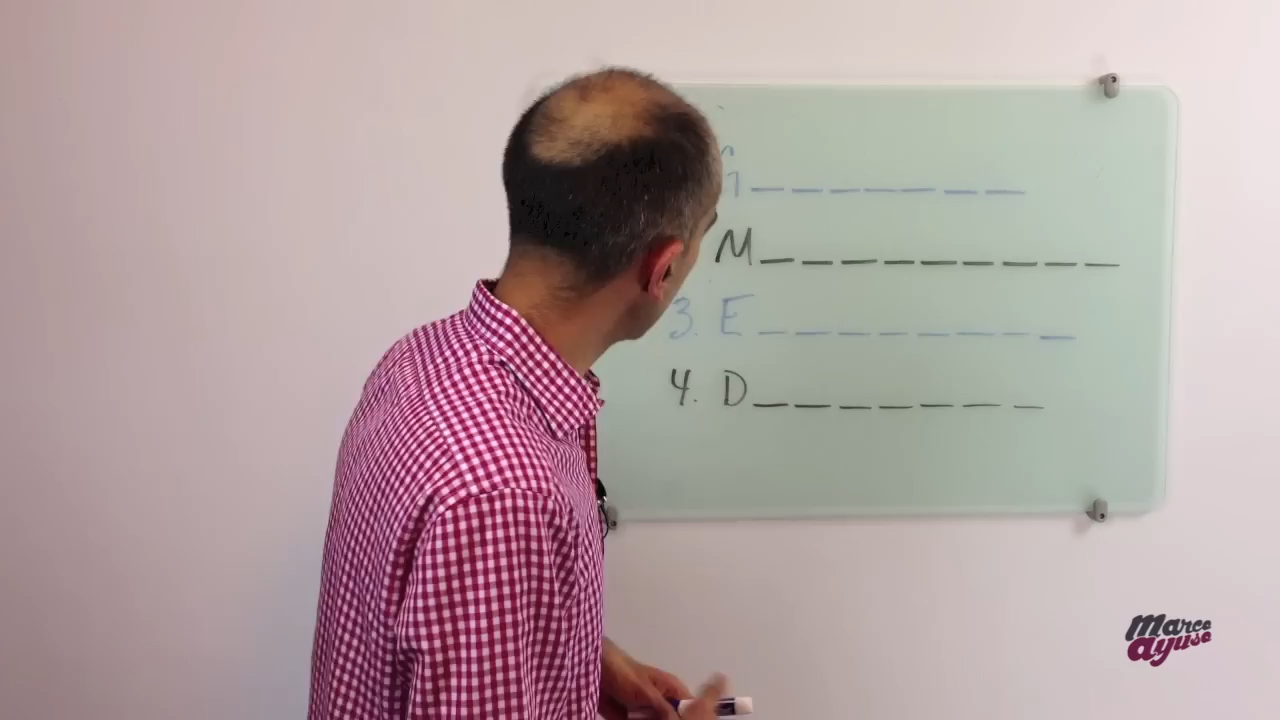 G _ _ _ _ _ _ _
M _ _ _ _ _ _ _ _ _
3. E _ _ _ _ _ _ _ _
4. D _ _ _ _ _ _ _
marco
ayuso